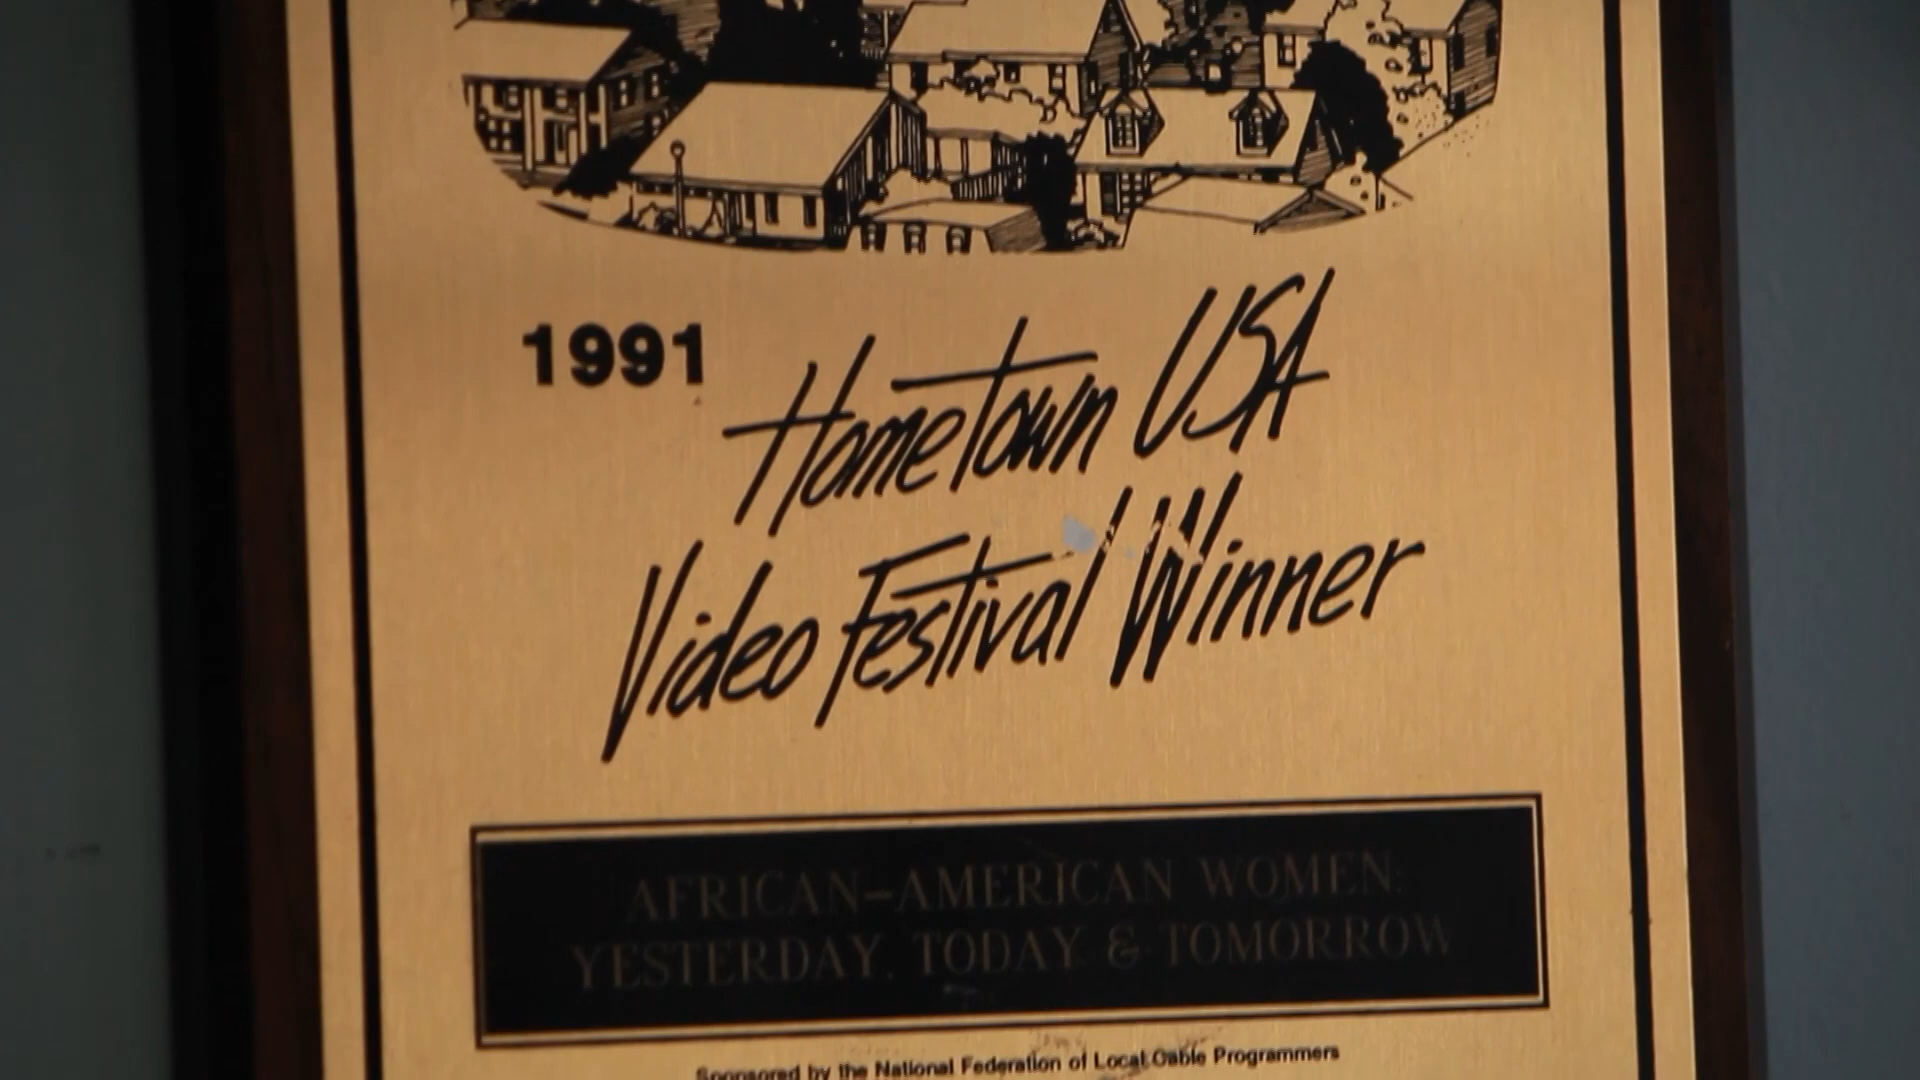 1991
Hometown USA
Video Festival Winner
AFRICAN-AMERICAN WOMEN:
YESTERDAY, TODAY & TOMORROW
Sponsored by the National Federation of Local Cable Programmers